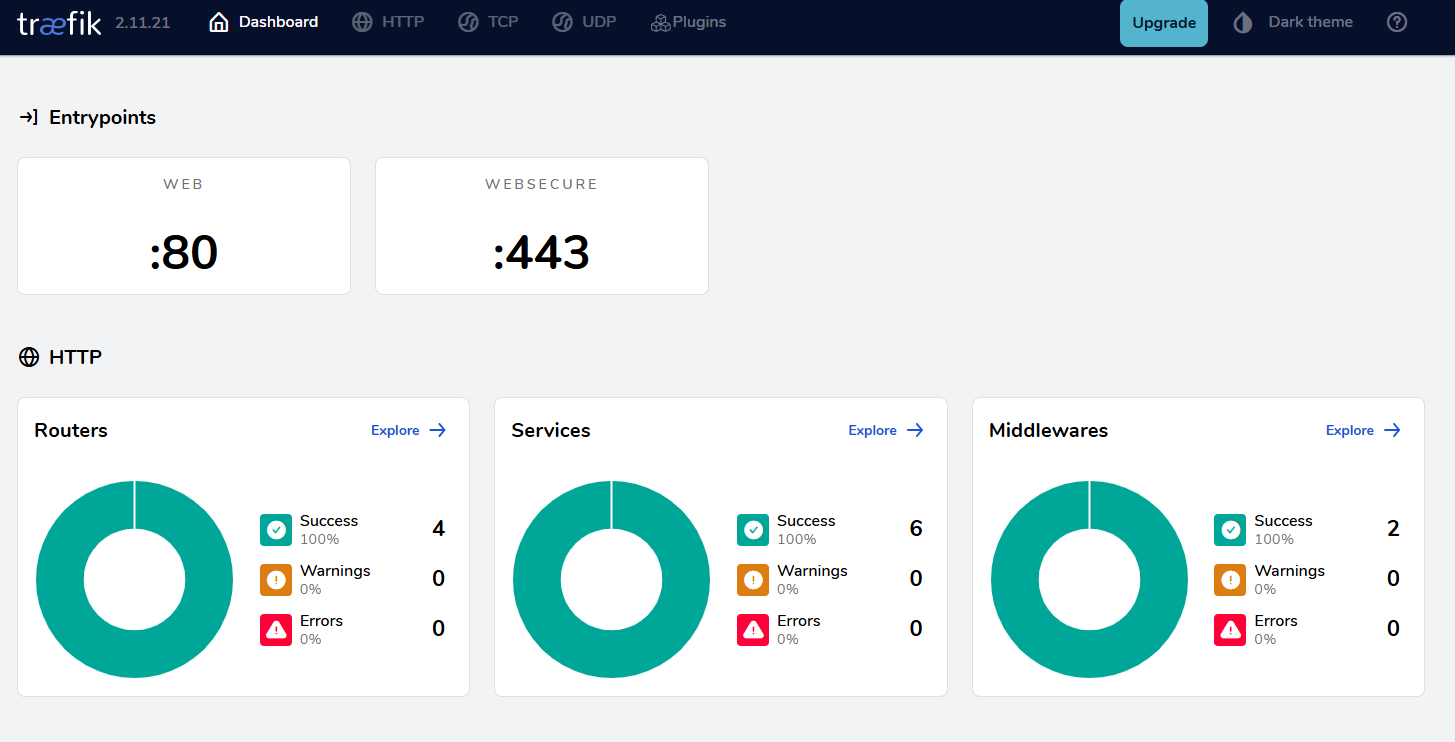 træfik 2.11.21 Dashboard HTTP TCP UDP Plugins Upgrade Dark theme
Entrypoints
WEB WEBSECURE
:80 :443
HTTP
Routers Explore
Success 4
100%
Warnings 0
0%
Errors 0
0%
Services Explore
Success 6
100%
Warnings 0
0%
Errors 0
0%
Middlewares Explore
Success 2
100%
Warnings 0
0%
Errors 0
0%